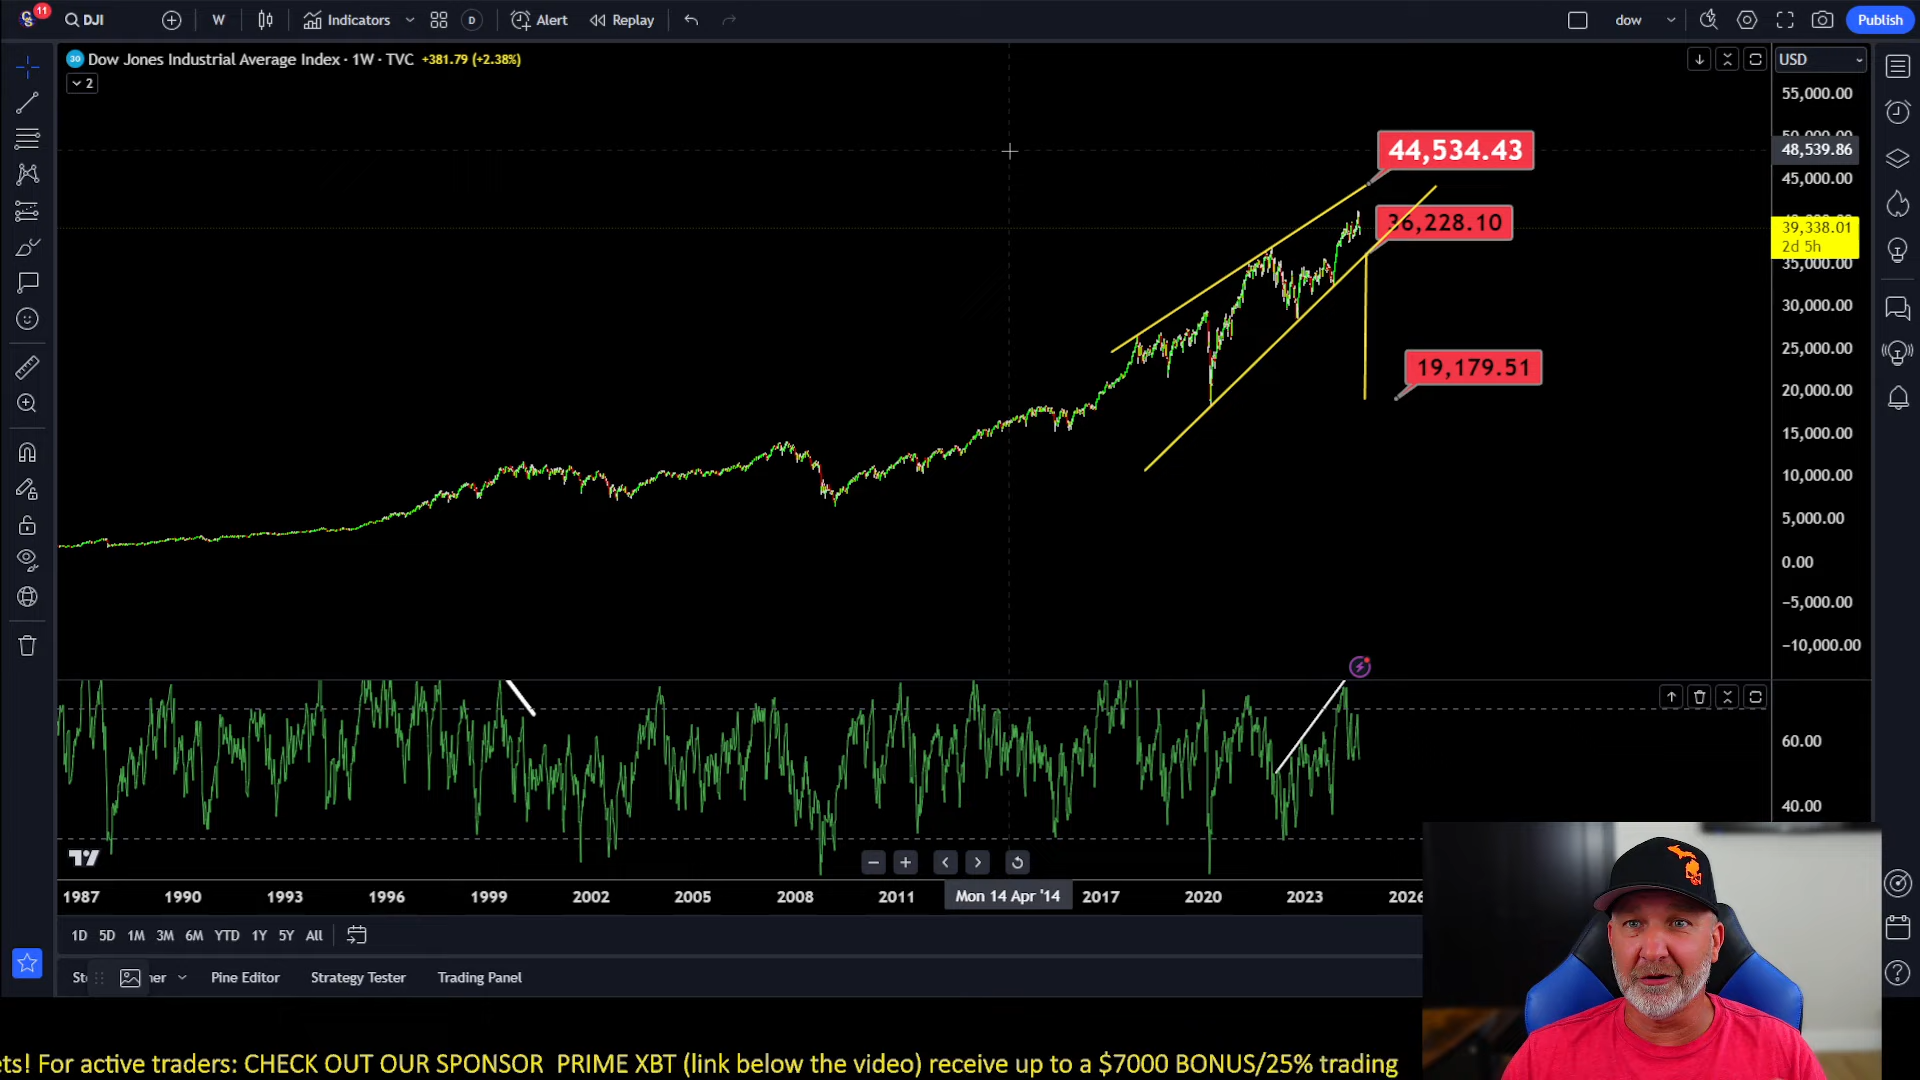 11
DJI
W
Indicators
D
Alert
Replay
dow
Publish
30 Dow Jones Industrial Average Index · 1W · TVC +381.79 (+2.38%)
2
USD
55,000.00
50,000.00
48,539.86
45,000.00
39,338.01
2d 5h
35,000.00
30,000.00
25,000.00
20,000.00
15,000.00
10,000.00
5,000.00
0.00
−5,000.00
−10,000.00
44,534.43
36,228.10
19,179.51
60.00
40.00
1987 1990 1993 1996 1999 2002 2005 2008 2011 Mon 14 Apr '14 2017 2020 2023 2026
1D 5D 1M 3M 6M YTD 1Y 5Y All
Pine Editor Strategy Tester Trading Panel
For active traders: CHECK OUT OUR SPONSOR PRIME XBT (link below the video) receive up to a $7000 BONUS/25% trading